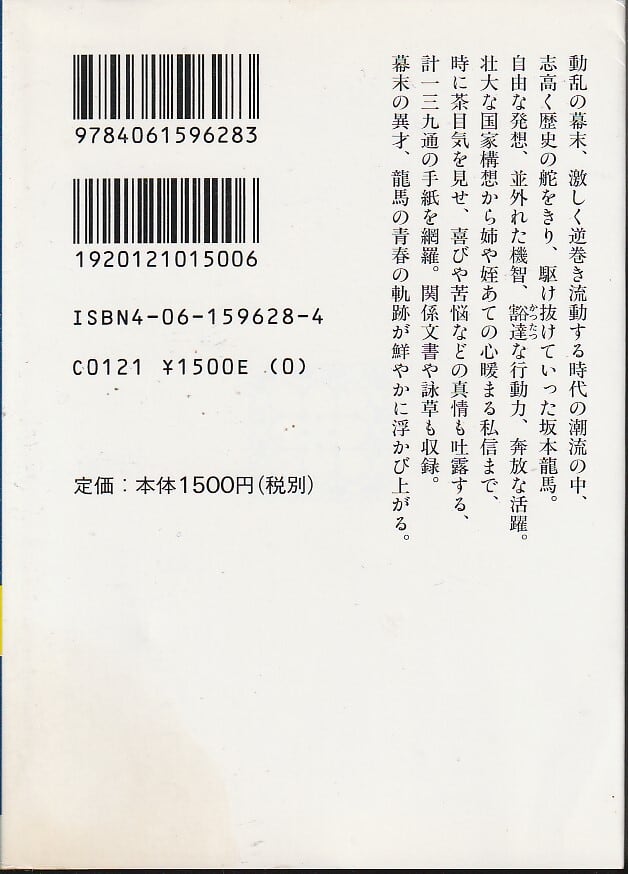 動乱の幕末、激しく逆巻き流動する時代の潮流の中、
志高く歴史の舵をきり、駆け抜けていった坂本龍馬。
自由な発想、並外れた機智、豁達な行動力、奔放な活躍。
かつたつ
壮大な国家構想から姉や姪あての心暖まる私信まで、
時に茶目気を見せ、喜びや苦悩などの真情も吐露する、
計一三九通の手紙を網羅。関係文書や詠草も収録。
幕末の異才、龍馬の青春の軌跡が鮮やかに浮かび上がる。
9784061596283
1920121015006
ISBN4-06-159628-4
C0121 ¥1500E (0)
定価：本体1500円(税別)